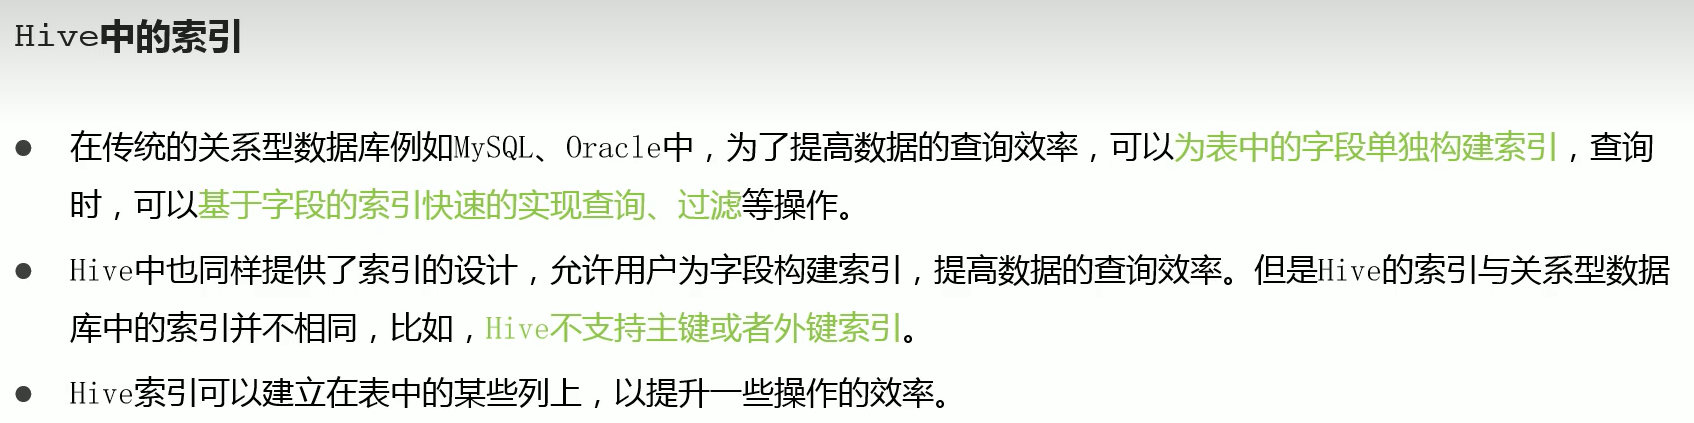 Hive中的索引
● 在传统的关系型数据库例如MySQL、Oracle中，为了提高数据的查询效率，可以为表中的字段单独构建索引，查询
时，可以基于字段的索引快速的实现查询、过滤等操作。
● Hive中也同样提供了索引的设计，允许用户为字段构建索引，提高数据的查询效率。但是Hive的索引与关系型数据
库中的索引并不相同，比如，Hive不支持主键或者外键索引。
● Hive索引可以建立在表中的某些列上，以提升一些操作的效率。